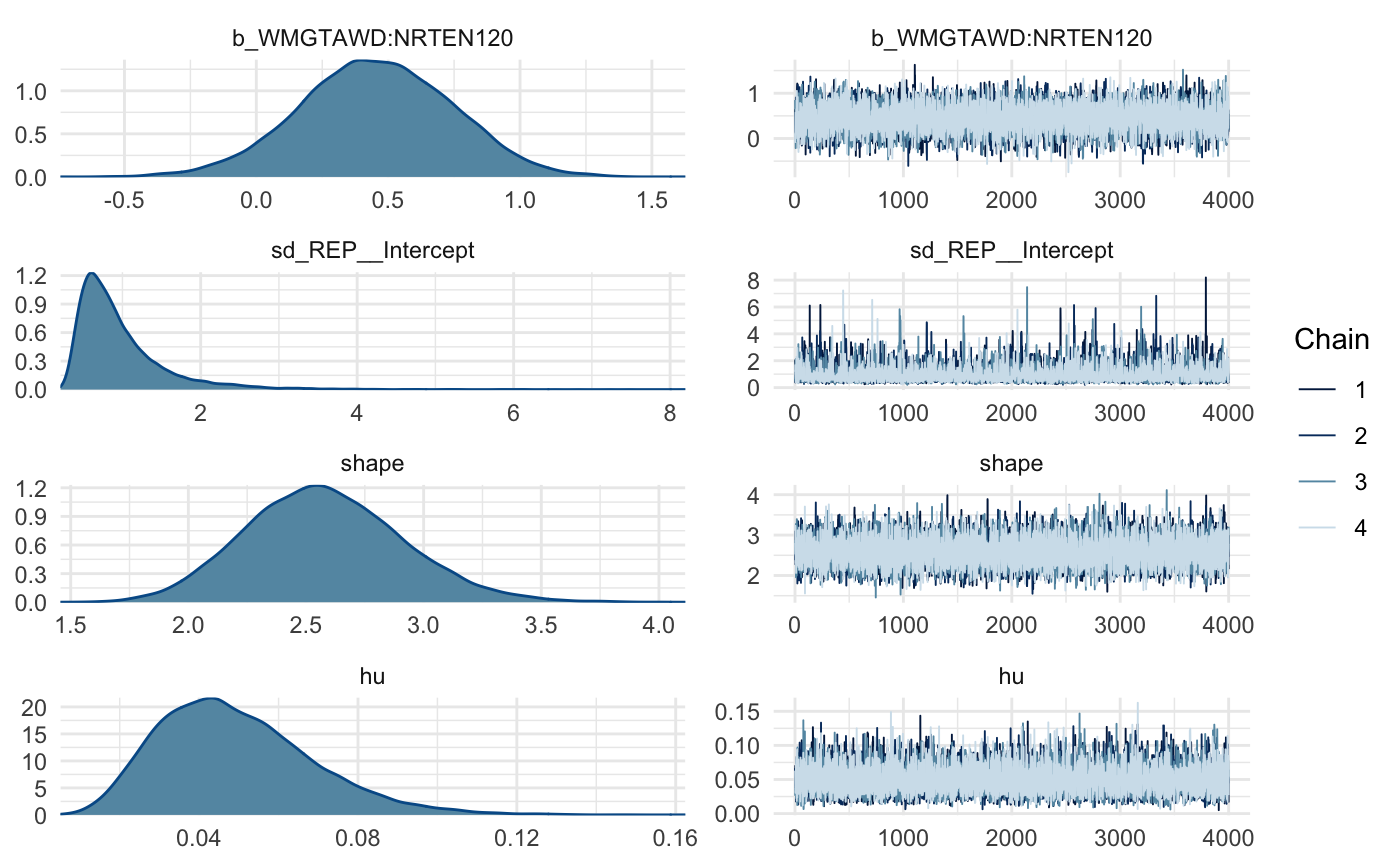 b_WMGTAWD:NRTEN120 b_WMGTAWD:NRTEN120
1.0
0.5
0.0
-0.5 0.0 0.5 1.0 1.5
1
0
0 1000 2000 3000 4000
sd_REP__Intercept sd_REP__Intercept
1.2
0.9
0.6
0.3
0.0
2 4 6 8
8
6
4
2
0
0 1000 2000 3000 4000
shape shape
1.2
0.9
0.6
0.3
0.0
1.5 2.0 2.5 3.0 3.5 4.0
4
3
2
0 1000 2000 3000 4000
hu hu
20
15
10
5
0
0.04 0.08 0.12 0.16
0.15
0.10
0.05
0.00
0 1000 2000 3000 4000
Chain
1
2
3
4